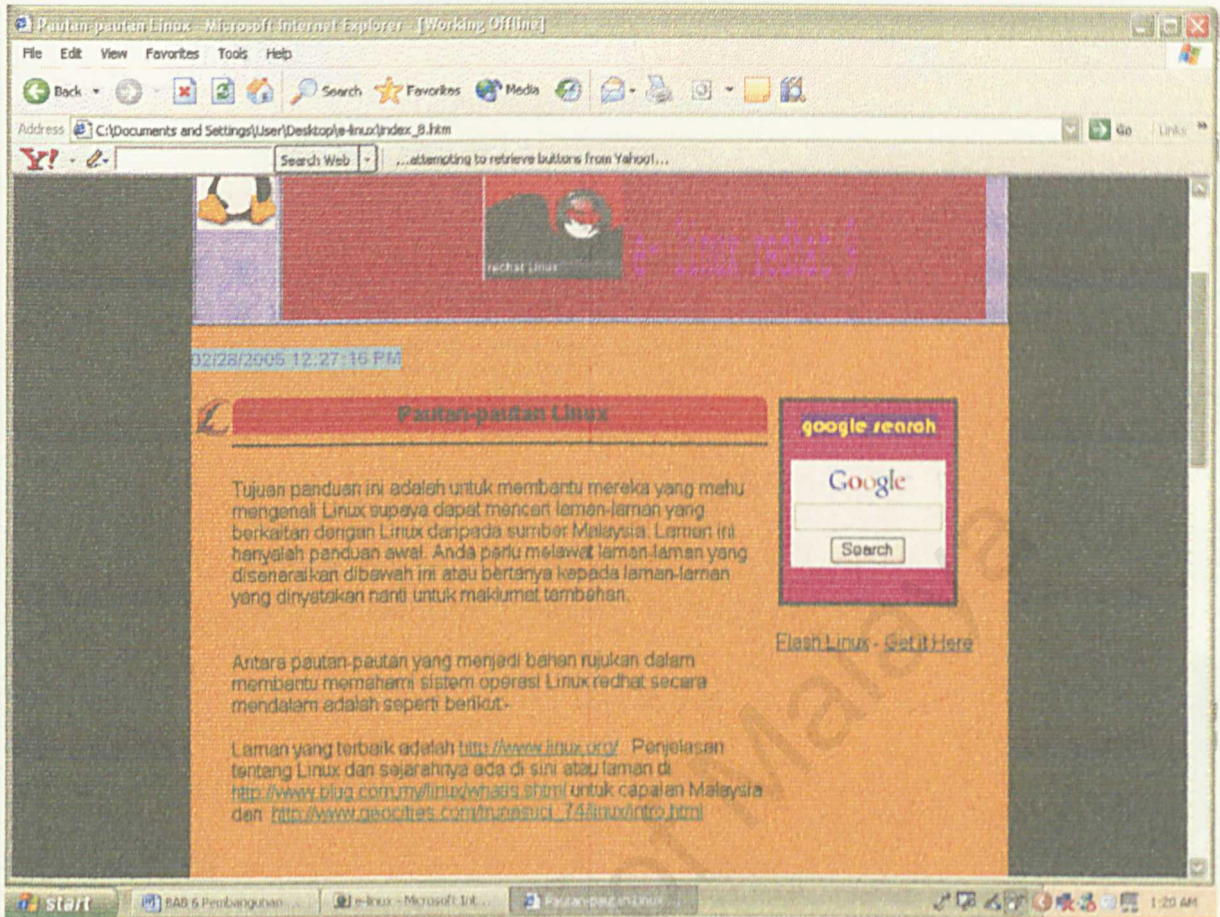 Pautan-pautan Linux - Microsoft Internet Explorer - [Working Offline]
File Edit View Favorites Tools Help
Back Search Favorites Media
Address C:\Documents and Settings\User\Desktop\e-linux\index_8.htm Go Links
Y! Search Web ...attempting to retrieve buttons from Yahoo!...
redhat Linux
e- linux redhat
02/28/2005 12:27:16 PM
Pautan-pautan Linux
google search
Google
Search
Tujuan panduan ini adalah untuk membantu mereka yang mahu
mengenali Linux supaya dapat mencari laman-laman yang
berkaitan dengan Linux daripada sumber Malaysia. Laman ini
hanyalah panduan awal. Anda perlu melawat laman-laman yang
disenaraikan dibawah ini atau bertanya kepada laman-laman
yang dinyatakan nanti untuk maklumat tambahan.
Flash Linux - Get it Here
Antara pautan-pautan yang menjadi bahan rujukan dalam
membantu memahami sistem operasi Linux redhat secara
mendalam adalah seperti berikut:-
Laman yang terbaik adalah http://www.linux.org/ Penjelasan
tentang Linux dan sejarahnya ada di sini atau laman di
http://www.plug.com.my/linux/whatis.shtml untuk capaian Malaysia
dan
of Malaya
start BAB 6 Pembangunan ... e-linux - Microsoft Int... Pautan-pautan Linux ... 1:20 AM